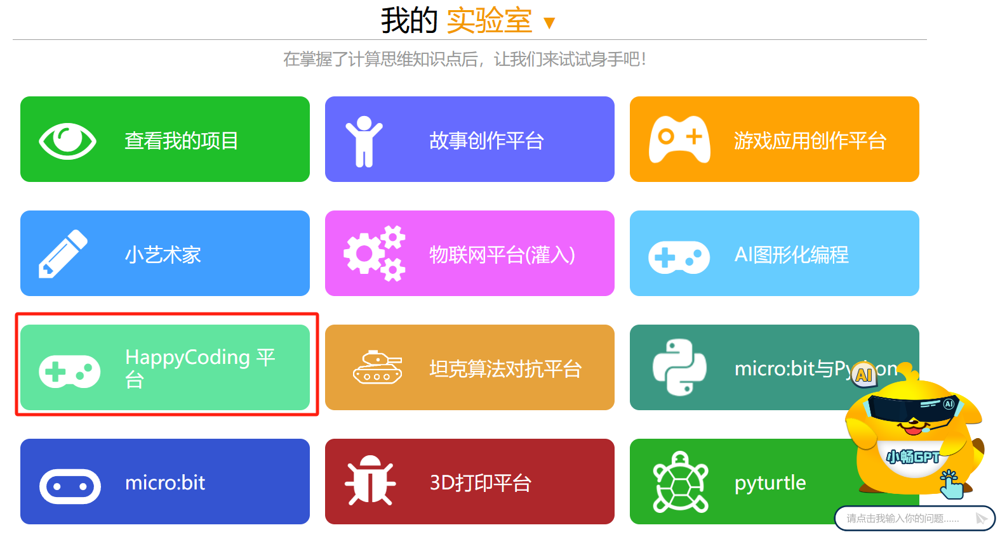 我的 实验室 ▼
在掌握了计算思维知识点后，让我们来试试身手吧！
查看我的项目
故事创作平台
游戏应用创作平台
小艺术家
物联网平台(灌入)
AI图形化编程
HappyCoding 平
台
坦克算法对抗平台
micro:bit与Python
AI
AI
小畅GPT
micro:bit
3D打印平台
pyturtle
请点击我输入你的问题......